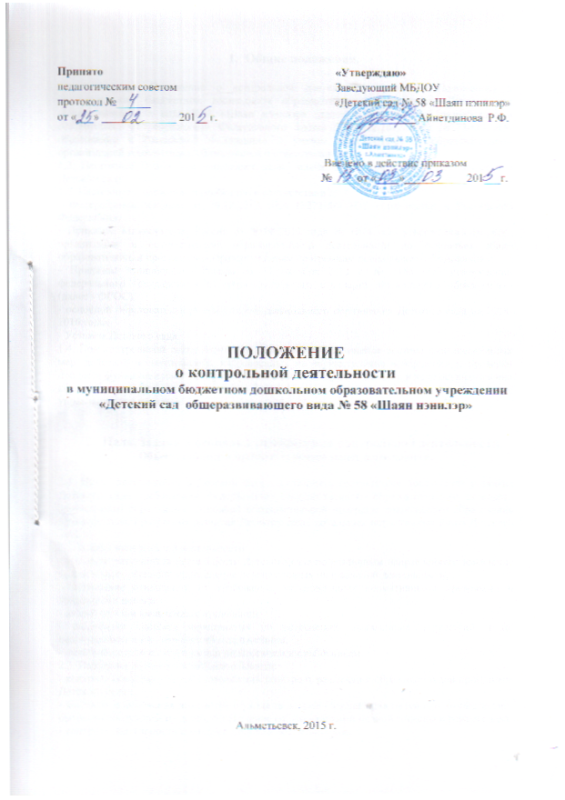 Принято
педагогическим советом
протокол № 4
от «25» 02 2015 г.
«Утверждаю»
Заведующий МБДОУ
«Детский сад № 58 «Шаян нэнилэр»
Айнетдинова Р.Ф.
Введено в действие приказом
№ 15 от «03» 03 2015 г.
ПОЛОЖЕНИЕ
о контрольной деятельности
в муниципальном бюджетном дошкольном образовательном учреждении
«Детский сад общеразвивающего вида № 58 «Шаян нэнилэр»
Альметьевск, 2015 г.